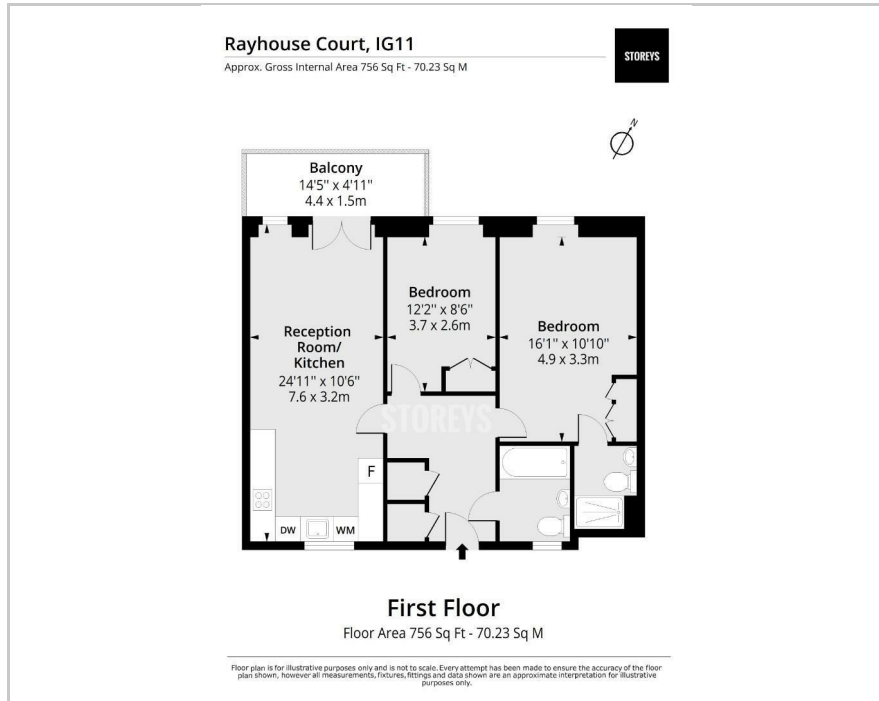 Rayhouse Court, IG11
Approx. Gross Internal Area 756 Sq Ft - 70.23 Sq M
STOREYS
N
Balcony
14'5'' x 4'11''
4.4 x 1.5m
Bedroom
12'2'' x 8'6''
3.7 x 2.6m
Bedroom
16'1'' x 10'10''
4.9 x 3.3m
Reception
Room/
Kitchen
24'11'' x 10'6''
7.6 x 3.2m
STOREYS
F
DW
WM
First Floor
Floor Area 756 Sq Ft - 70.23 Sq M
Floor plan is for illustrative purposes only and is not to scale. Every attempt has been made to ensure the accuracy of the floor
plan shown, however all measurements, fixtures, fittings and data shown are an approximate interpretation for illustrative
purposes only.